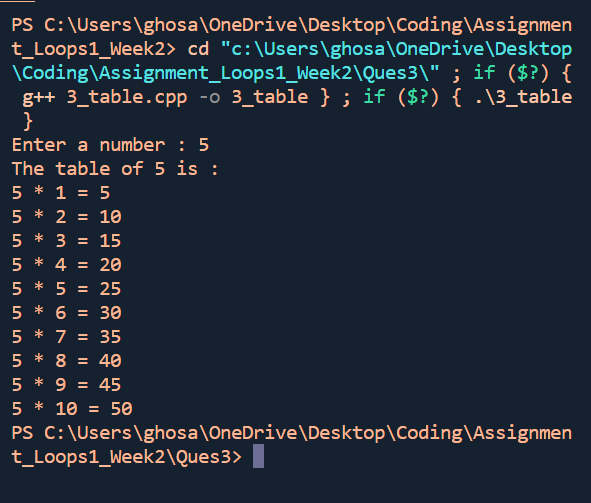 PS C:\Users\ghosa\OneDrive\Desktop\Coding\Assignmen
t_Loops1_Week2> cd "c:\Users\ghosa\OneDrive\Desktop
\Coding\Assignment_Loops1_Week2\Ques3\" ; if ($?) {
 g++ 3_table.cpp -o 3_table } ; if ($?) { .\3_table
 }
Enter a number : 5
The table of 5 is :
5 * 1 = 5
5 * 2 = 10
5 * 3 = 15
5 * 4 = 20
5 * 5 = 25
5 * 6 = 30
5 * 7 = 35
5 * 8 = 40
5 * 9 = 45
5 * 10 = 50
PS C:\Users\ghosa\OneDrive\Desktop\Coding\Assignmen
t_Loops1_Week2\Ques3>